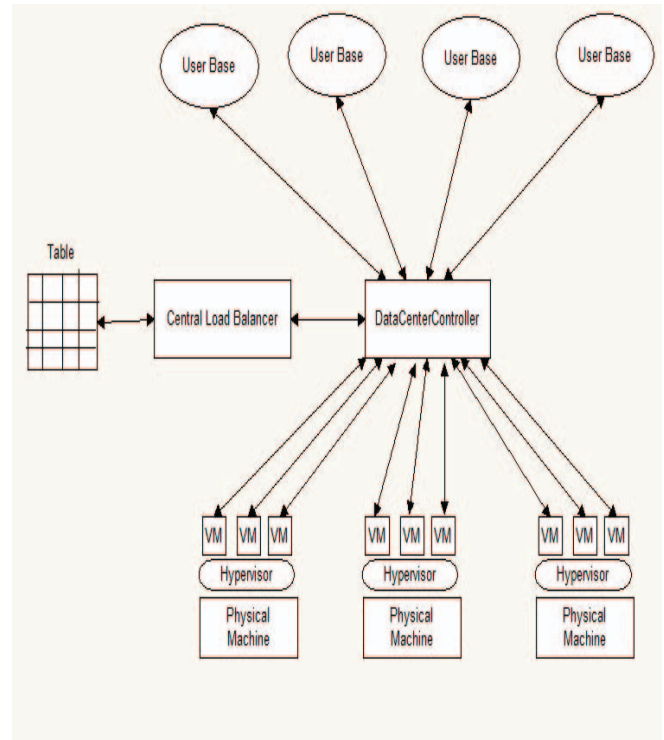 User Base
User Base
User Base
User Base
Table
Central Load Balancer
DataCenterController
VM
VM
VM
VM
VM
VM
VM
VM
VM
Hypervisor
Hypervisor
Hypervisor
Physical
Machine
Physical
Machine
Physical
Machine